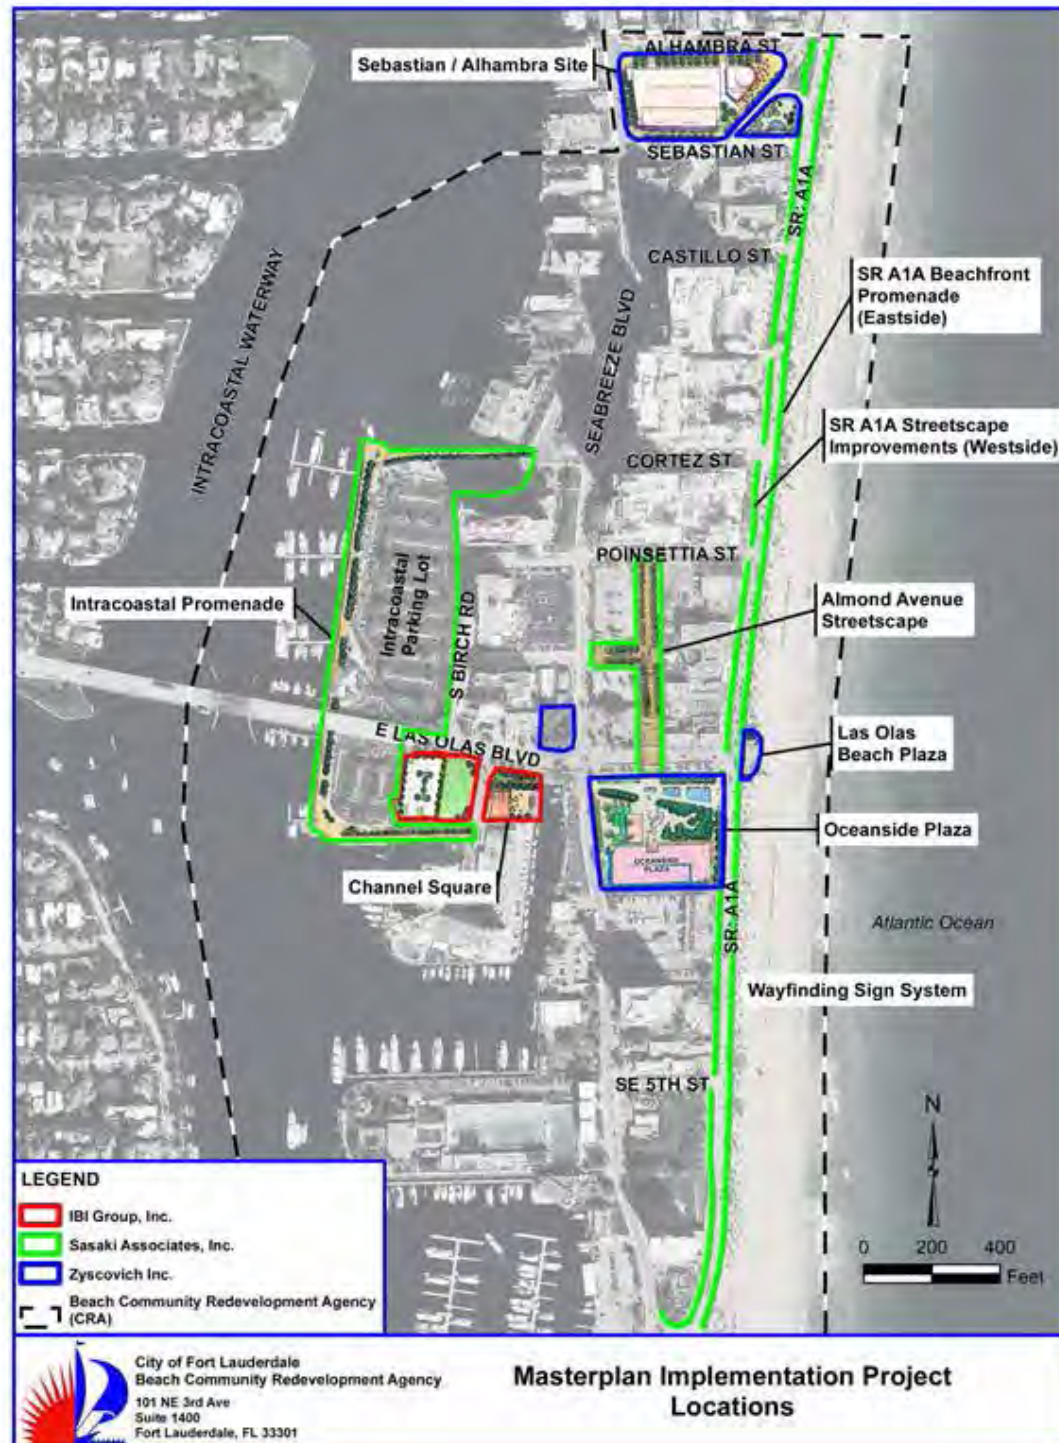 ALHAMBRA ST
Sebastian / Alhambra Site
SEBASTIAN ST
SR: A1A
CASTILLO ST
SR A1A Beachfront
Promenade
(Eastside)
INTRACOASTAL WATERWAY
SEABREEZE BLVD
SR A1A Streetscape
Improvements (Westside)
CORTEZ ST
POINSETTIA ST
Intracoastal Promenade
Intracoastal
Parking Lot
S BIRCH RD
Almond Avenue
Streetscape
E LAS OLAS BLVD
Las Olas
Beach Plaza
Oceanside Plaza
OCEANSIDE
PLAZA
Channel Square
SR: A1A
Atlantic Ocean
Wayfinding Sign System
SE 5TH ST
N
0 200 400
Feet
LEGEND
IBI Group, Inc.
Sasaki Associates, Inc.
Zyscovich Inc.
Beach Community Redevelopment Agency
(CRA)
City of Fort Lauderdale
Beach Community Redevelopment Agency
101 NE 3rd Ave
Suite 1400
Fort Lauderdale, FL 33301
Masterplan Implementation Project
Locations